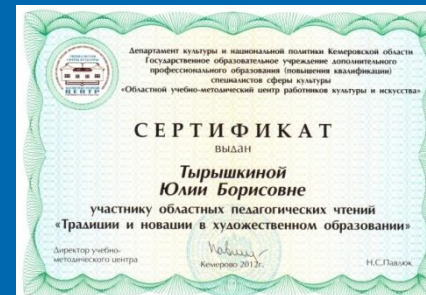 Департамент культуры и национальной политики Кемеровской области
Государственное образовательное учреждение дополнительного
профессионального образования (повышения квалификации)
специалистов сферы культуры
«Областной учебно-методический центр работников культуры и искусства»
ЦЕНТР
СЕРТИФИКАТ
выдан
Тырышкиной
Юлии Борисовне
участнику областных педагогических чтений
«Традиции и новации в художественном образовании»
Директор учебно-
методического центра
Кемерово 2012г.
Н.С.Павлюк